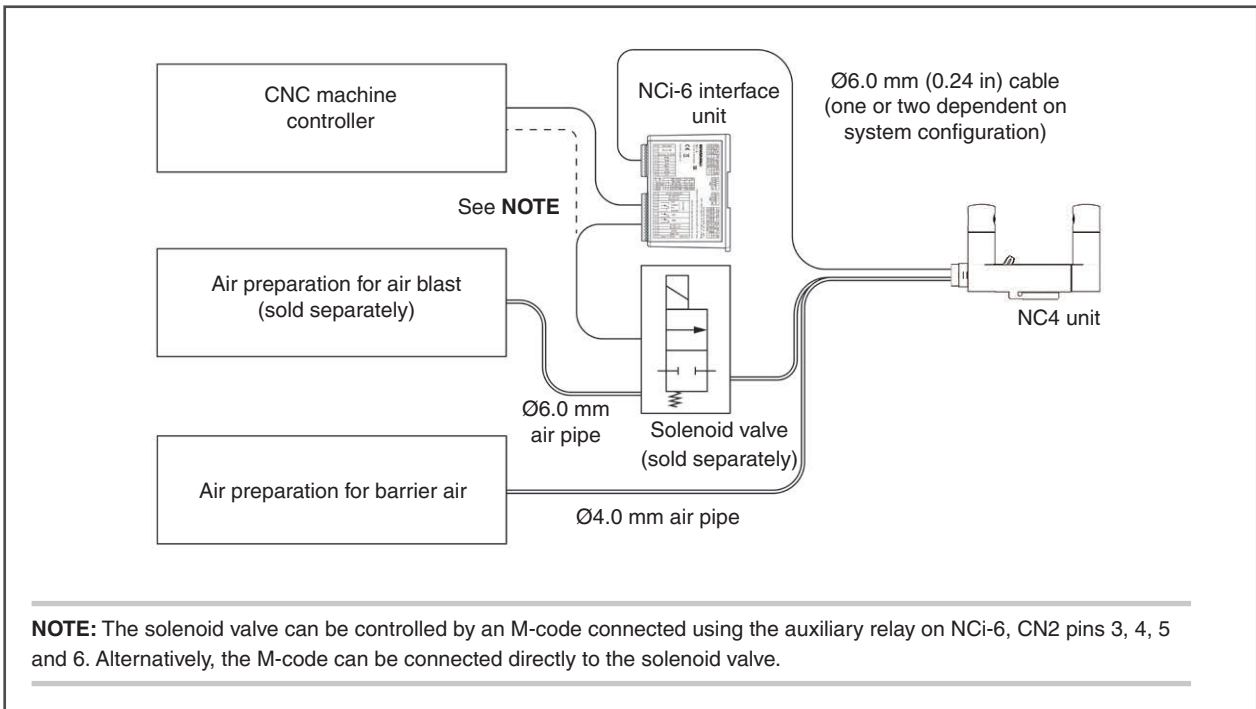 CNC machine
controller
NCi-6 interface
unit
Ø6.0 mm (0.24 in) cable
(one or two dependent on
system configuration)
See NOTE
Air preparation for air blast
(sold separately)
NC4 unit
Ø6.0 mm
air pipe
Solenoid valve
(sold separately)
Air preparation for barrier air
Ø4.0 mm air pipe
NOTE: The solenoid valve can be controlled by an M-code connected using the auxiliary relay on NCi-6, CN2 pins 3, 4, 5
and 6. Alternatively, the M-code can be connected directly to the solenoid valve.